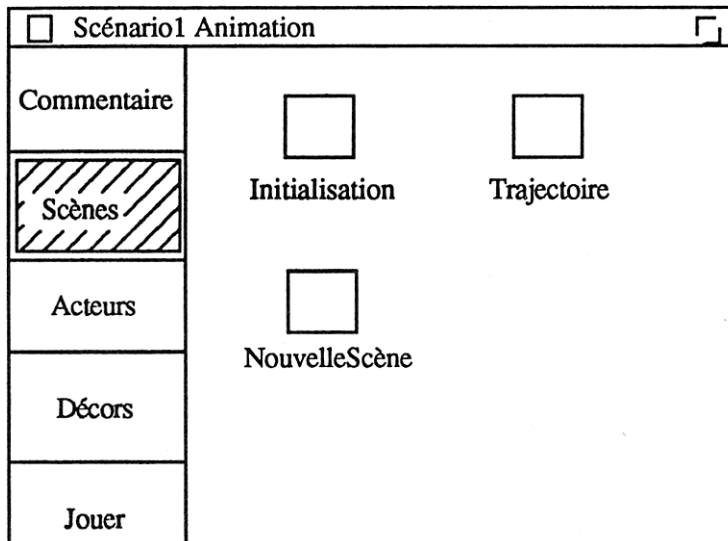 Scénario1 Animation
Commentaire
Scènes
Acteurs
Décors
Jouer
Initialisation
Trajectoire
NouvelleScène